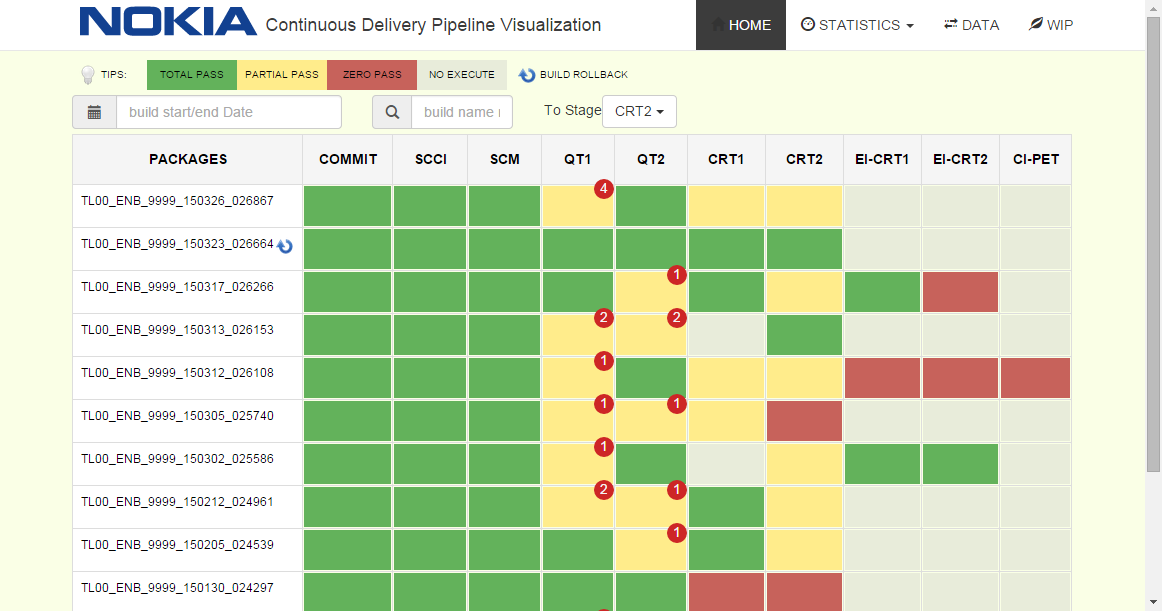 NOKIA Continuous Delivery Pipeline Visualization HOME STATISTICS DATA WIP
TIPS: TOTAL PASS PARTIAL PASS ZERO PASS NO EXECUTE BUILD ROLLBACK
build start/end Date build name To Stage CRT2
PACKAGES COMMIT SCCI SCM QT1 QT2 CRT1 CRT2 EI-CRT1 EI-CRT2 CI-PET
TL00_ENB_9999_150326_026867 4
TL00_ENB_9999_150323_026664
TL00_ENB_9999_150317_026266 1
TL00_ENB_9999_150313_026153 2 2
TL00_ENB_9999_150312_026108 1
TL00_ENB_9999_150305_025740 1 1
TL00_ENB_9999_150302_025586 1
TL00_ENB_9999_150212_024961 2 1
TL00_ENB_9999_150205_024539 1
TL00_ENB_9999_150130_024297